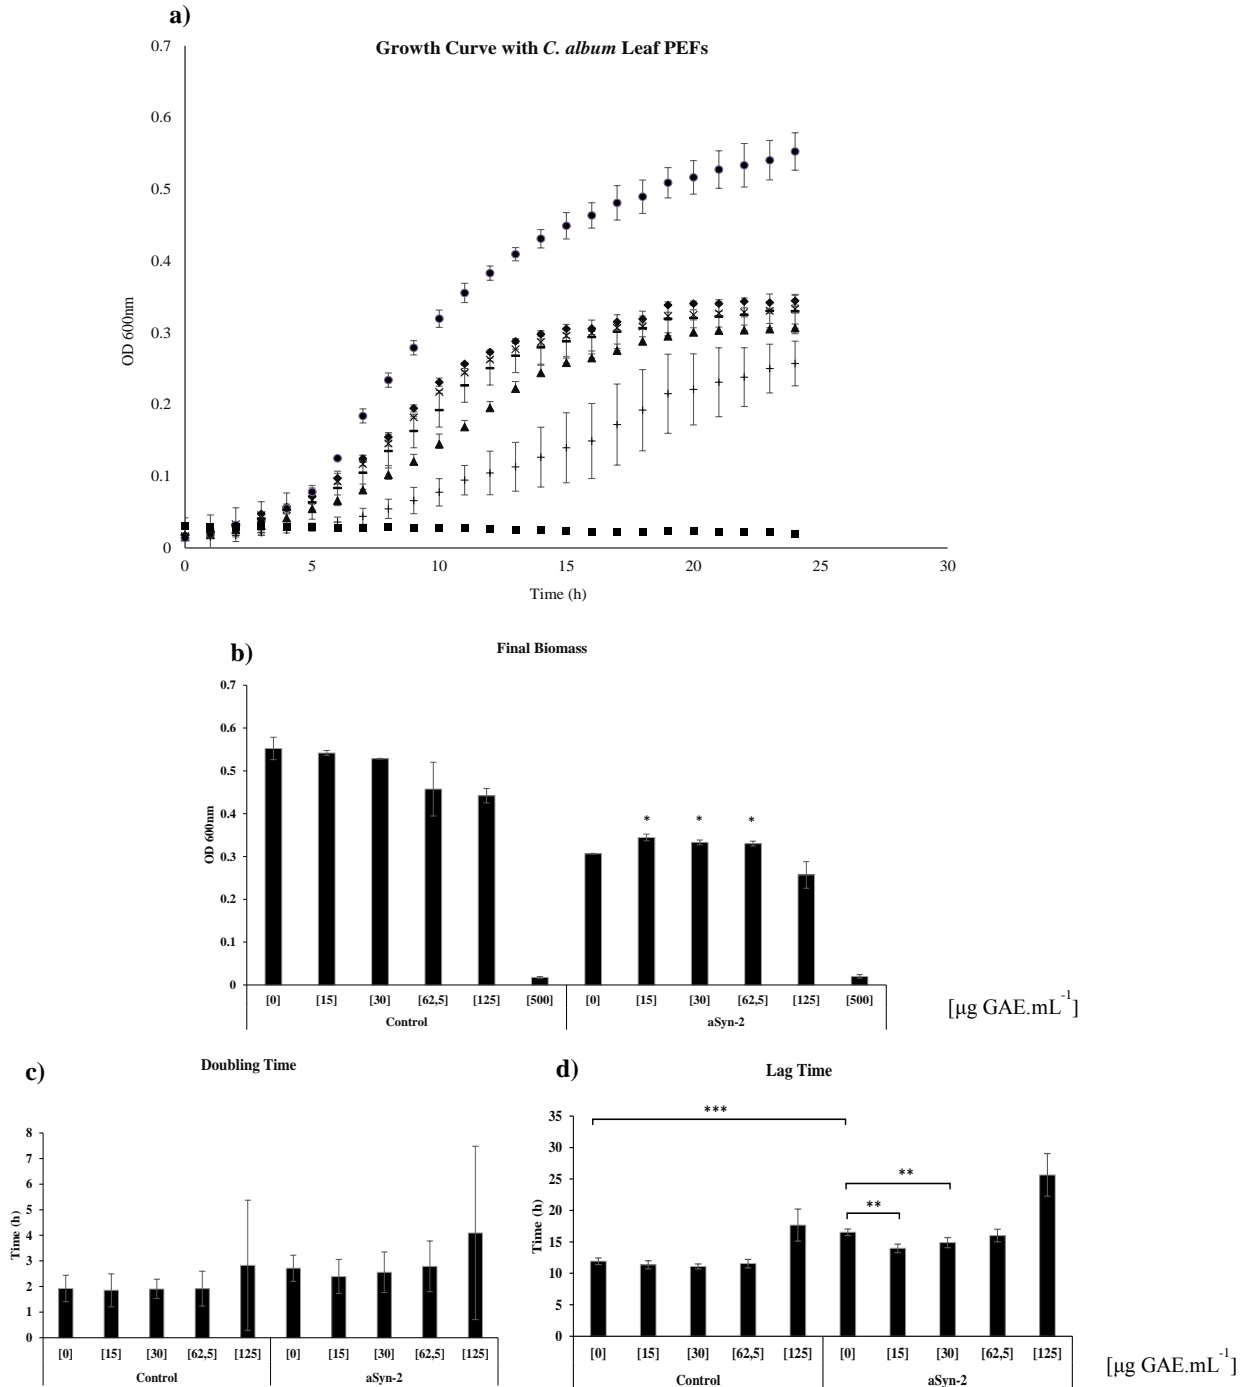 a)
Growth Curve with C. album Leaf PEFs
0.7
0.6
0.5
0.4
0.3
0.2
0.1
0
OD 600nm
0 5 10 15 20 25 30
Time (h)
b)
Final Biomass
0.7
0.6
0.5
0.4
0.3
0.2
0.1
0
OD 600nm
* * *
[0] [15] [30] [62,5] [125] [500] [0] [15] [30] [62,5] [125] [500]
Control aSyn-2
[µg GAE.mL⁻¹]
c)
Doubling Time
8
7
6
5
4
3
2
1
0
Time (h)
[0] [15] [30] [62,5] [125] [0] [15] [30] [62,5] [125]
Control aSyn-2
d)
Lag Time
35
30
25
20
15
10
5
0
Time (h)
***
**
**
[0] [15] [30] [62,5] [125] [0] [15] [30] [62,5] [125]
Control aSyn-2
[µg GAE.mL⁻¹]